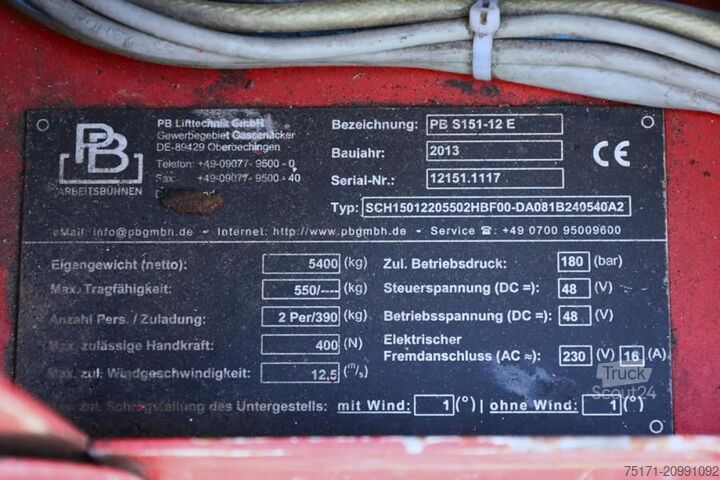 PB
ARBEITSBÜHNEN
PB Lifttechnik GmbH
Gewerbegebiet Gassenäcker
DE-89429 Oberbechingen
Telefon: +49-09077- 9500 - 0
Fax: +49-09077- 9500 - 40
Bezeichnung: PB S151-12 E
Baujahr: 2013
Serial-Nr.: 12151.1117
Typ: SCH15012205502HBF00-DA081B240540A2
CE
eMail: info@pbgmbh.de - Internet: http://www.pbgmbh.de - Service ☎: +49 0700 95009600
Eigengewicht (netto): 5400 (kg)
Max. Tragfähigkeit: 550/---- (kg)
Anzahl Pers. / Zuladung: 2 Per/390 (kg)
Max. zulässige Handkraft: 400 (N)
Max. zul. Windgeschwindigkeit: 12,5 (m/s)
Zul. Betriebsdruck: 180 (bar)
Steuerspannung (DC =): 48 (V)
Betriebsspannung (DC =): 48 (V)
Elektrischer
Fremdanschluss (AC ≈): 230 (V) 16 (A)
Max. zul. Schrägstellung des Untergestells: mit Wind: 1 (°) | ohne Wind: 1 (°)
Truck
Scout24
75171-20991092